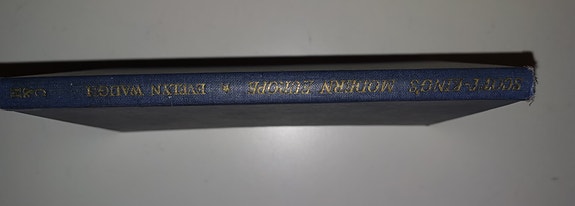 SCOTT-KING'S MODERN EUROPE ★ EVELYN WAUGH